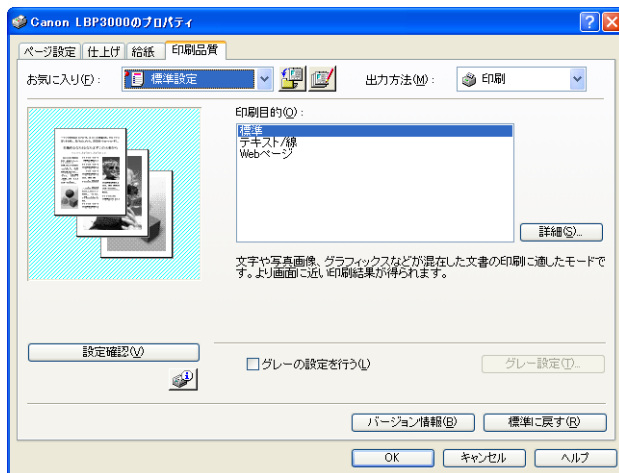 Canon LBP3000のプロパティ
ページ設定 仕上げ 給紙 印刷品質
お気に入り(F): 標準設定 出力方法(M): 印刷
印刷目的(O):
標準
テキスト/線
Webページ
詳細(S)...
文字や写真画像、グラフィックスなどが混在した文書の印刷に適したモードで
す。より画面に近い印刷結果が得られます。
設定確認(V)
グレーの設定を行う(L) グレー設定(T)...
バージョン情報(B) 標準に戻す(R)
OK キャンセル ヘルプ